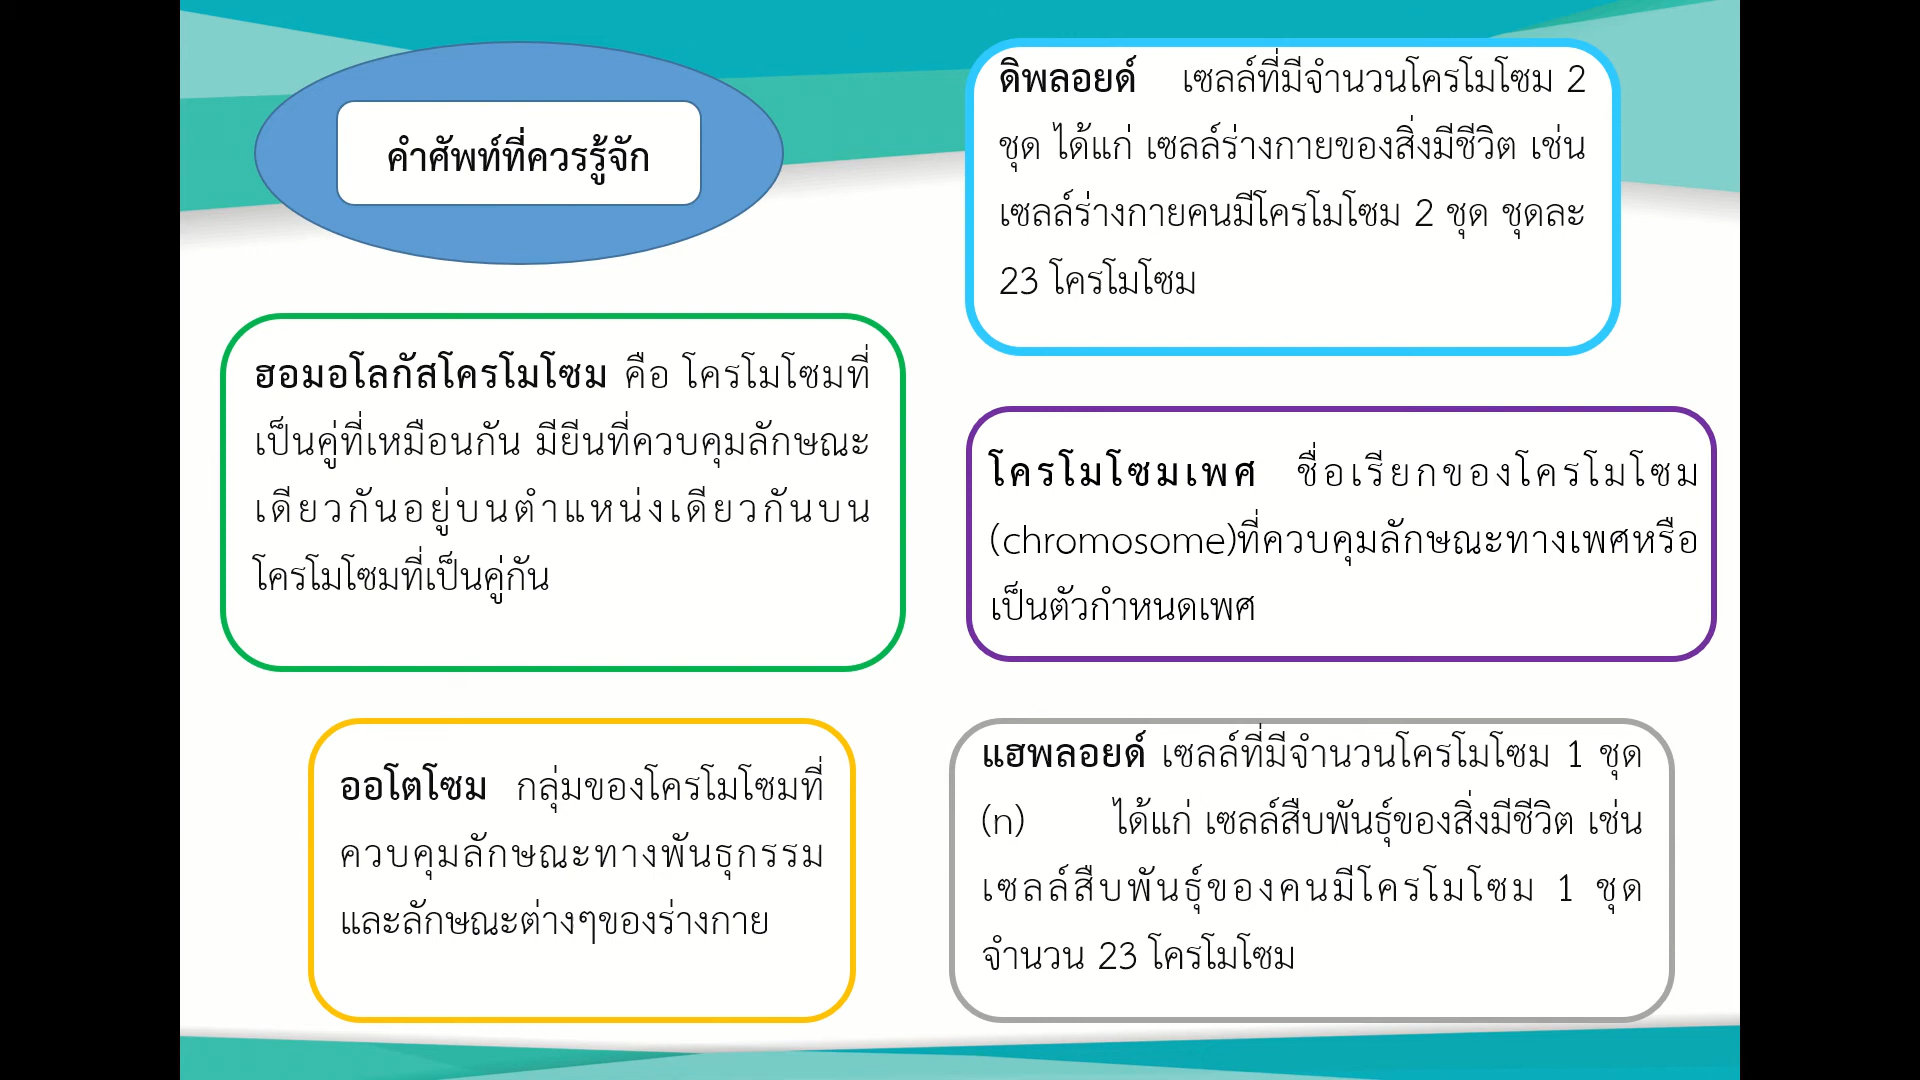 คำศัพท์ที่ควรรู้จัก
ดิพลอยด์ เซลล์ที่มีจำนวนโครโมโซม 2
ชุด ได้แก่ เซลล์ร่างกายของสิ่งมีชีวิต เช่น
เซลล์ร่างกายคนมีโครโมโซม 2 ชุด ชุดละ
23 โครโมโซม
ฮอมอโลกัสโครโมโซม คือ โครโมโซมที่
เป็นคู่ที่เหมือนกัน มียีนที่ควบคุมลักษณะ
เดียวกันอยู่บนตำแหน่งเดียวกันบน
โครโมโซมที่เป็นคู่กัน
โครโมโซมเพศ ชื่อเรียกของโครโมโซม
(chromosome)ที่ควบคุมลักษณะทางเพศหรือ
เป็นตัวกำหนดเพศ
ออโตโซม กลุ่มของโครโมโซมที่
ควบคุมลักษณะทางพันธุกรรม
และลักษณะต่างๆของร่างกาย
แฮพลอยด์ เซลล์ที่มีจำนวนโครโมโซม 1 ชุด
(n) ได้แก่ เซลล์สืบพันธุ์ของสิ่งมีชีวิต เช่น
เซลล์สืบพันธุ์ของคนมีโครโมโซม 1 ชุด
จำนวน 23 โครโมโซม